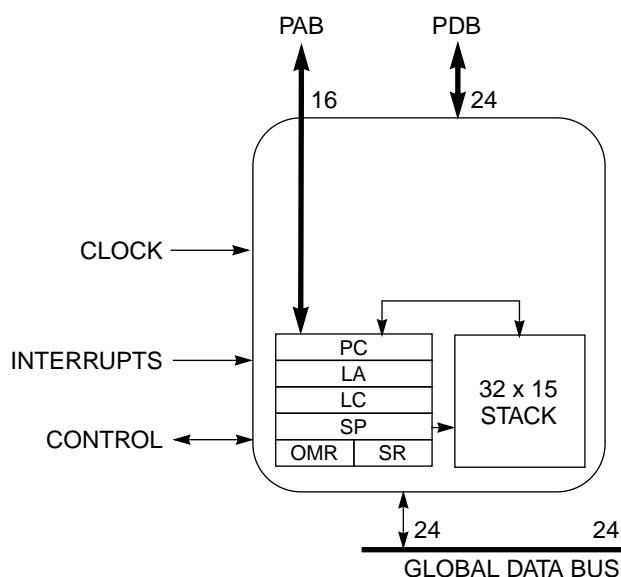 PAB
PDB
16
24
CLOCK
INTERRUPTS
CONTROL
PC
LA
LC
SP
OMR
SR
32 x 15
STACK
24
24
GLOBAL DATA BUS